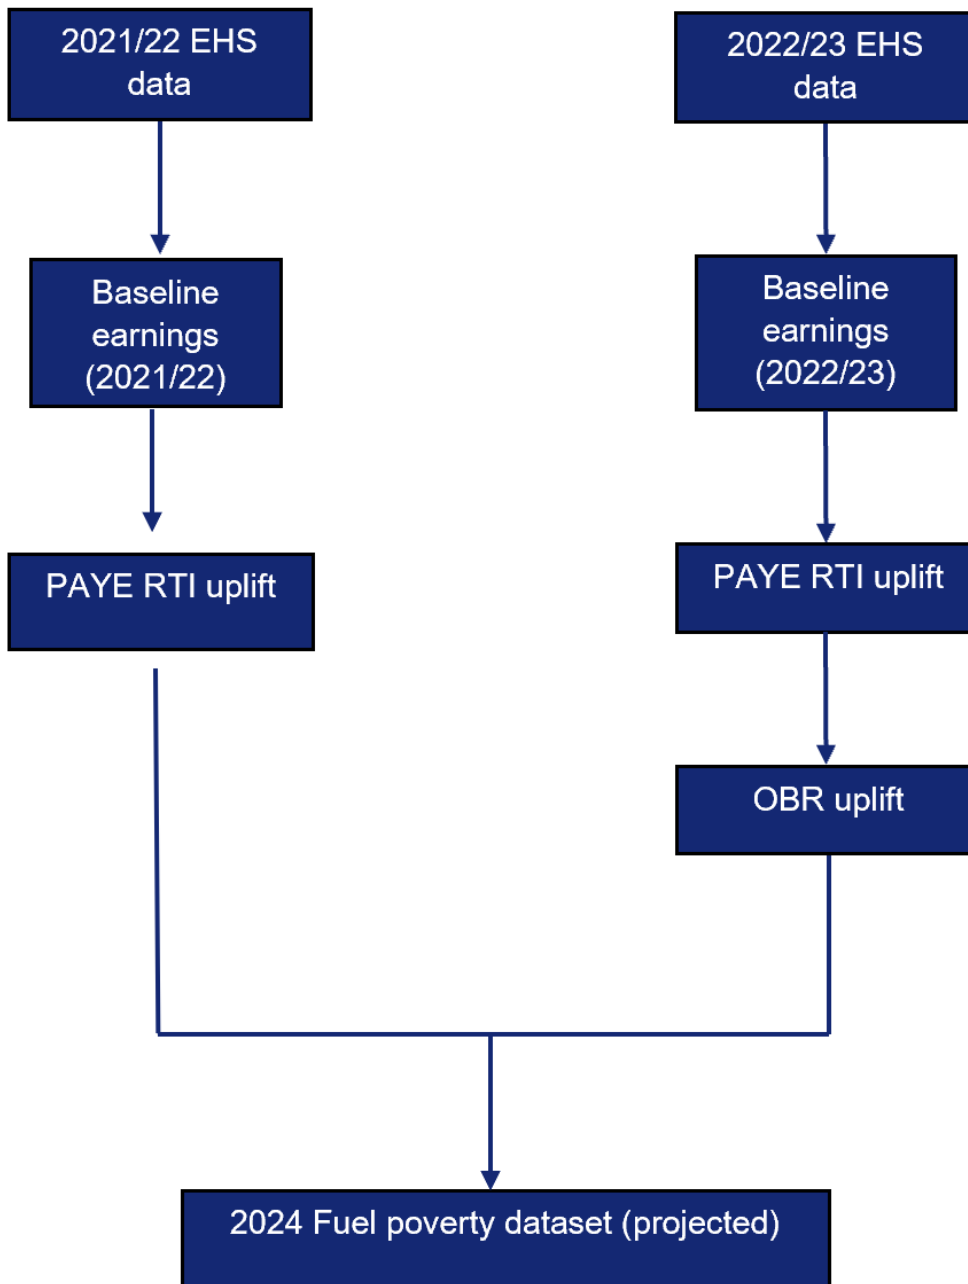 2021/22 EHS
data
2022/23 EHS
data
Baseline
earnings
(2021/22)
Baseline
earnings
(2022/23)
PAYE RTI uplift
PAYE RTI uplift
OBR uplift
2024 Fuel poverty dataset (projected)